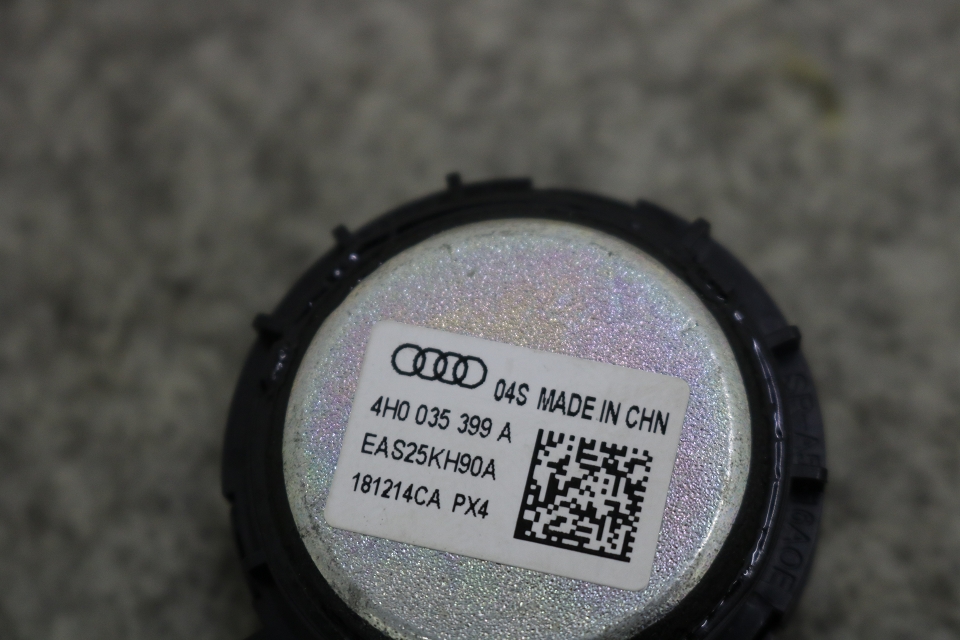 04S MADE IN CHN
4H0 035 399 A
EAS25KH90A
181214CA PX4